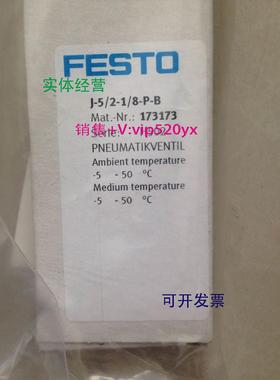 实体经营
FESTO
J-5/2-1/8-P-B
Mat.-Nr.: 173173
销售+V:vip520yx
PNEUMATIKVENTIL
Ambient temperature
-5 - 50 °C
Medium temperature
-5 - 50 °C
可开发票